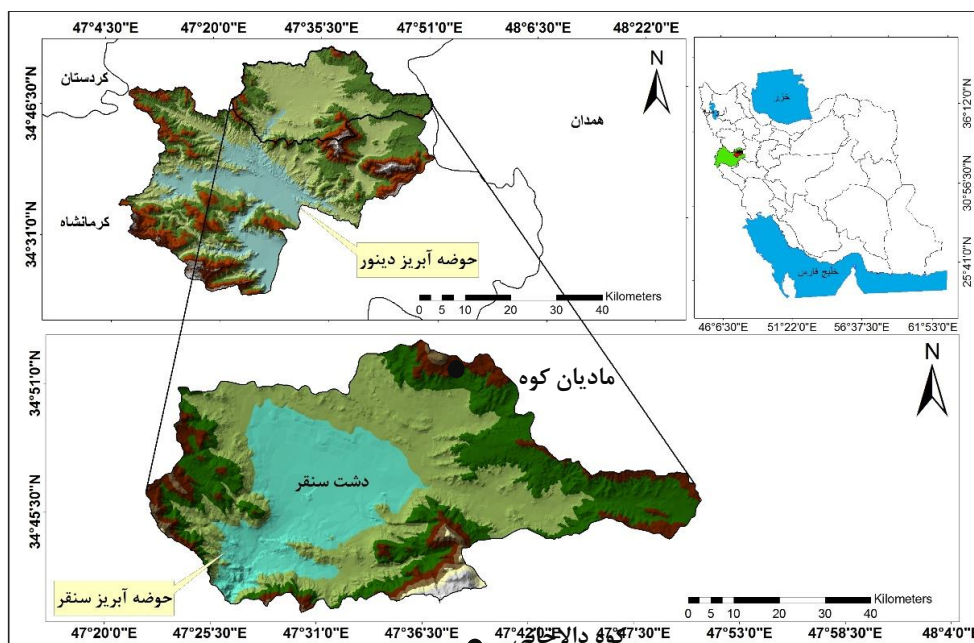 47°4'30"E 47°20'0"E 47°35'30"E 47°51'0"E 48°6'30"E 48°22'0"E
34°46'30"N
34°31'0"N
کردستان
همدان
کرمانشاه
حوضه آبریز دینور
N
Kilometers
0 5 10 20 30 40
خزر
خلیج فارس
36°12'0"N
30°56'30"N
25°41'0"N
46°6'30"E 51°22'0"E 56°37'30"E 61°53'0"E
34°51'0"N
34°45'30"N
مادیان کوه
N
دشت سنقر
حوضه آبریز سنقر
Kilometers
0 5 10 20 30 40
کوه دالاخانی
47°20'0"E 47°25'30"E 47°31'0"E 47°36'30"E 47°42'0"E 47°47'30"E 47°53'0"E 47°58'30"E 48°4'0